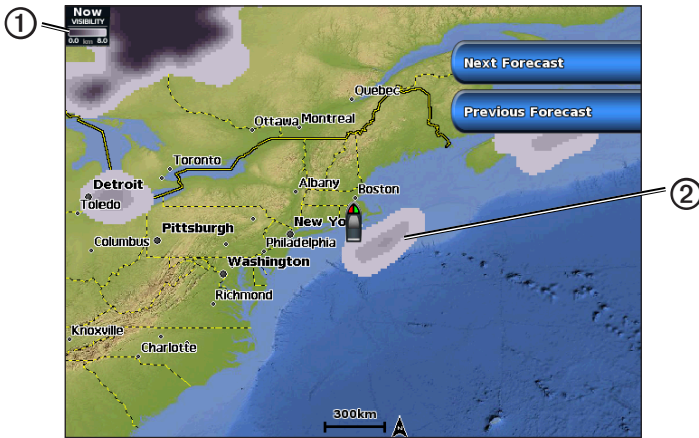 Now
VISIBILITY
0.0 km 8.0
1
Next Forecast
Previous Forecast
Quebec
Ottawa Montreal
Toronto
Detroit
Toledo
Albany
Boston
2
Pittsburgh
New Yo
Columbus
Philadelphia
Washington
Richmond
Knoxville
Charlotte
300km
N